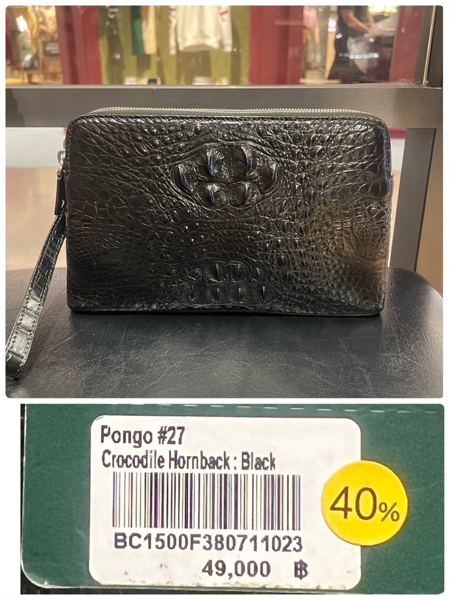 Pongo #27
Crocodile Hornback : Black
BC1500F380711023
49,000 ฿
40%